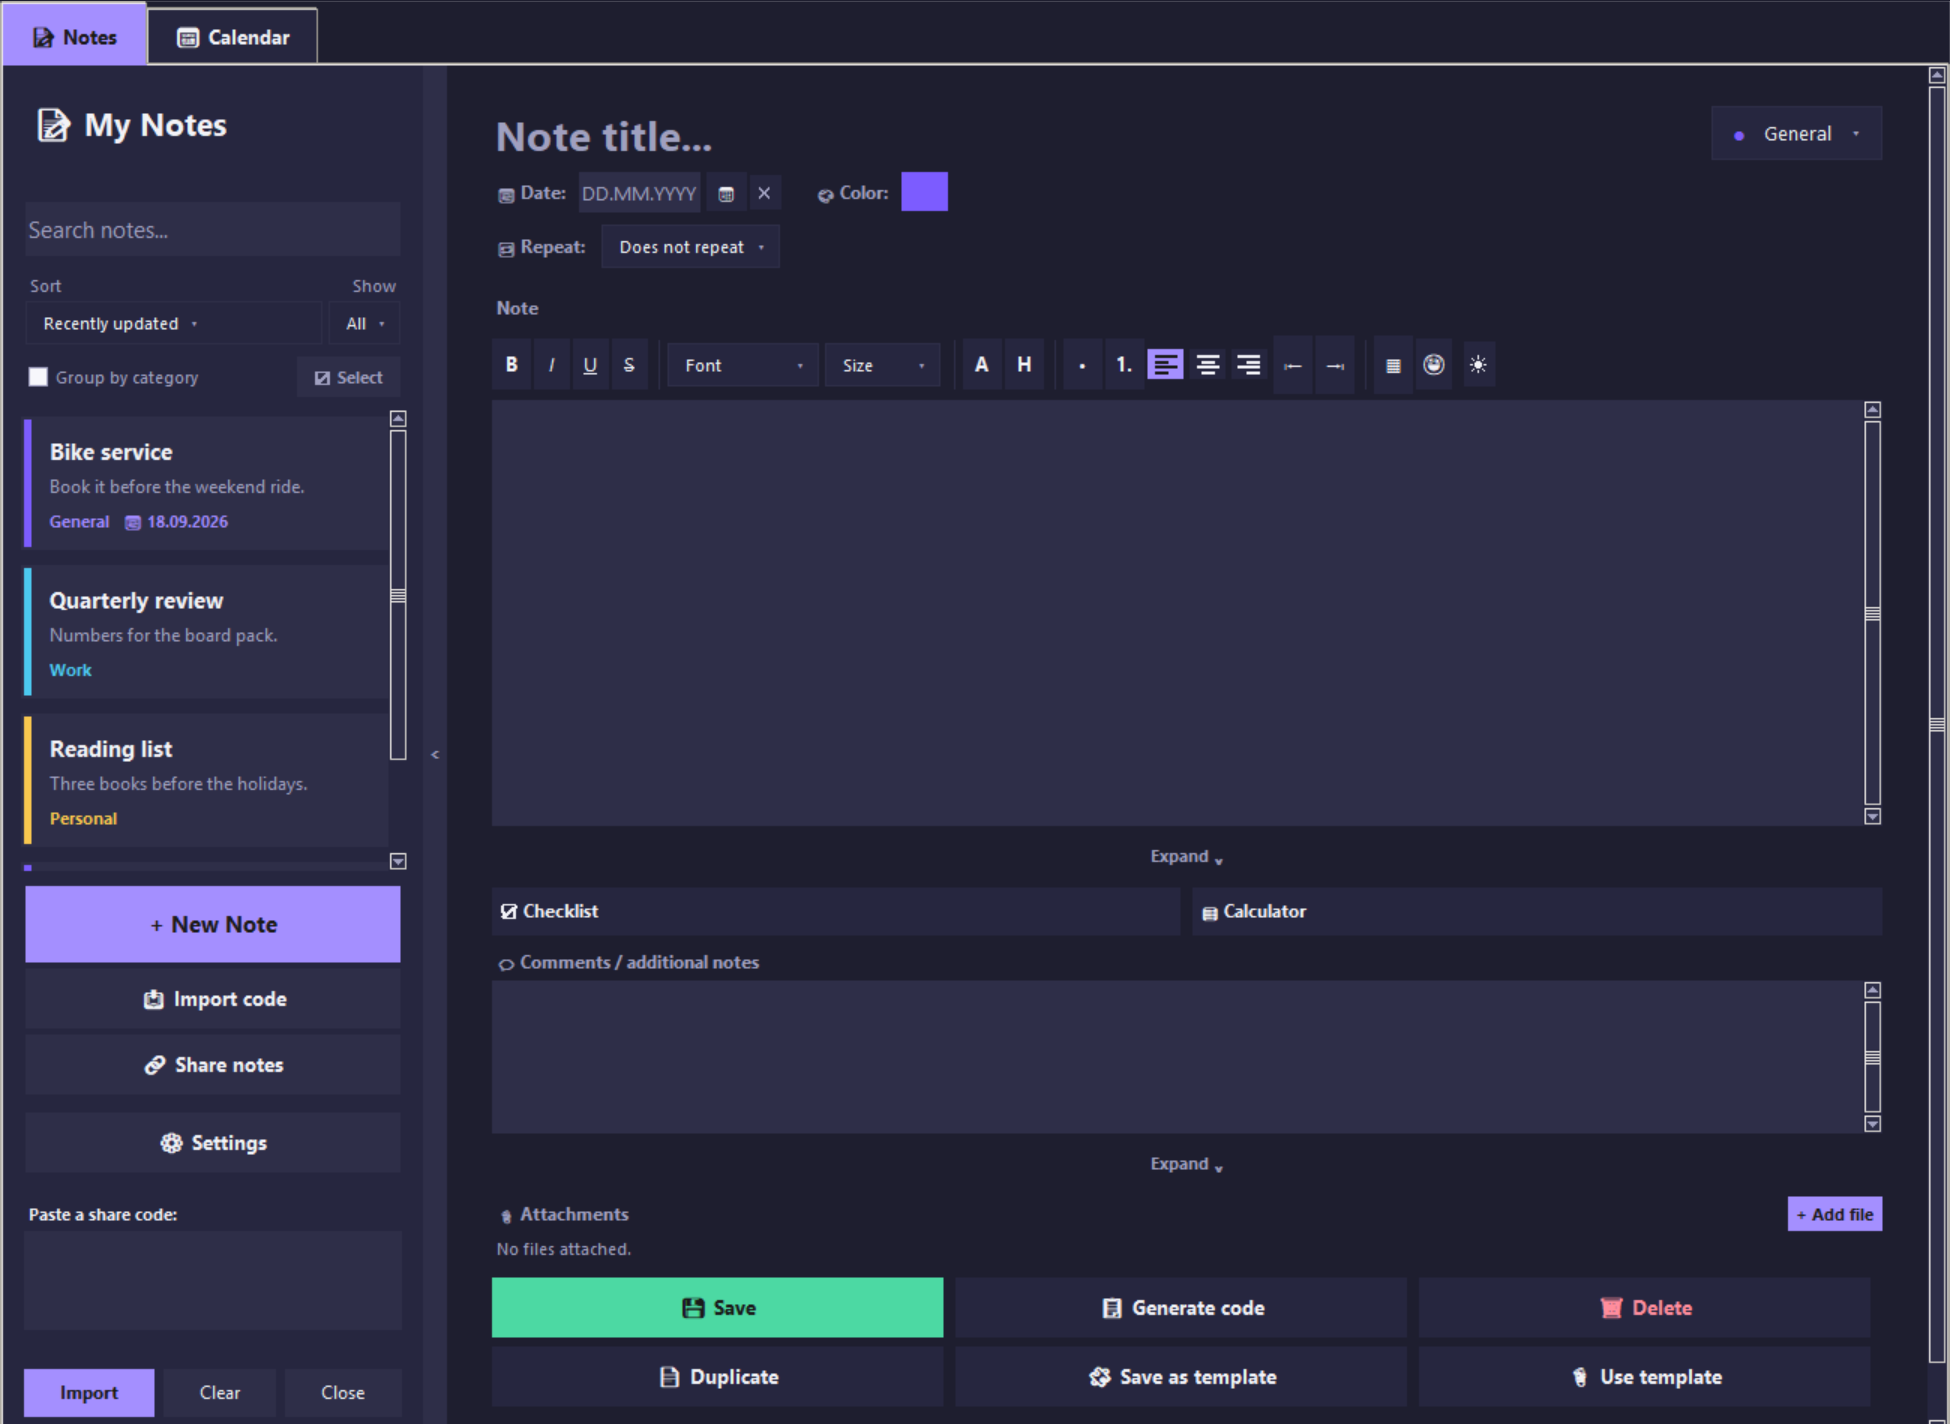 Notes
Calendar
My Notes
Search notes...
Sort
Show
Recently updated
All
Group by category
Select
Bike service
Book it before the weekend ride.
General 18.09.2026
Quarterly review
Numbers for the board pack.
Work
Reading list
Three books before the holidays.
Personal
+ New Note
Import code
Share notes
Settings
Paste a share code:
Import
Clear
Close
<
Note title...
General
Date: DD.MM.YYYY ×
Color:
Repeat: Does not repeat
Note
B I U S Font Size A H • 1.
Expand
Checklist
Calculator
Comments / additional notes
Expand
Attachments
+ Add file
No files attached.
Save
Generate code
Delete
Duplicate
Save as template
Use template